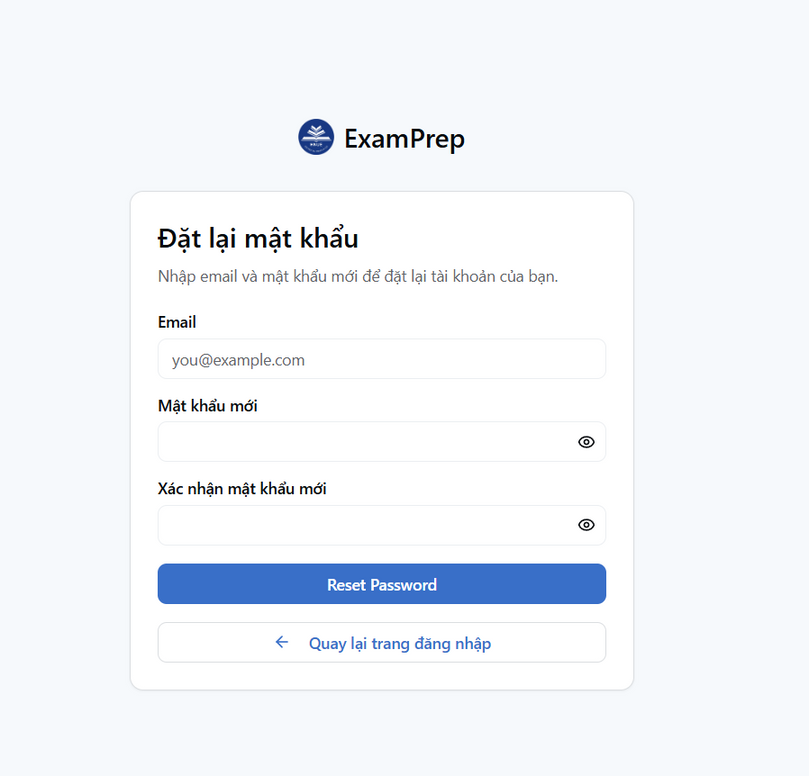 ExamPrep
Đặt lại mật khẩu
Nhập email và mật khẩu mới để đặt lại tài khoản của bạn.
Email
you@example.com
Mật khẩu mới
Xác nhận mật khẩu mới
Reset Password
Quay lại trang đăng nhập